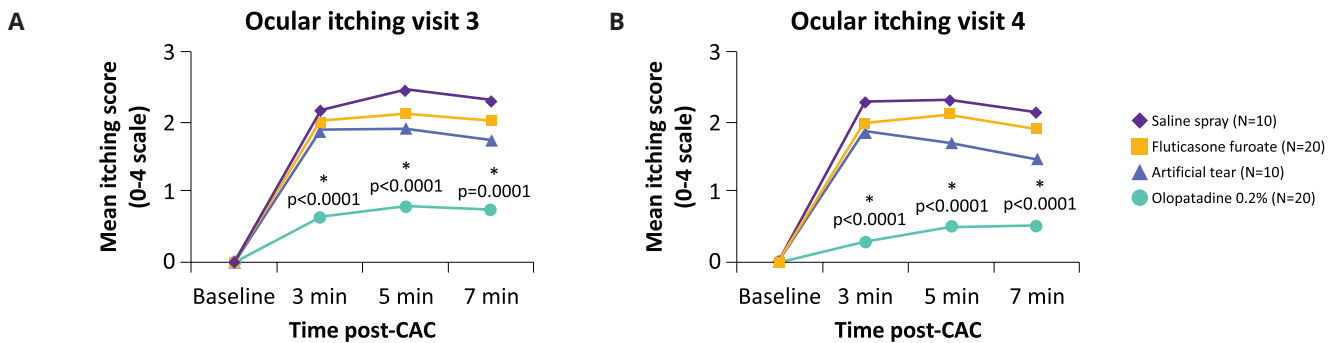 A
Ocular itching visit 3
Mean itching score
(0-4 scale)
3
2
1
0
*
p<0.0001
*
p<0.0001
*
p=0.0001
Baseline
3 min
5 min
7 min
Time post-CAC
B
Ocular itching visit 4
Mean itching score
(0-4 scale)
3
2
1
0
*
p<0.0001
*
p<0.0001
*
p<0.0001
Baseline
3 min
5 min
7 min
Time post-CAC
Saline spray (N=10)
Fluticasone furoate (N=20)
Artificial tear (N=10)
Olopatadine 0.2% (N=20)